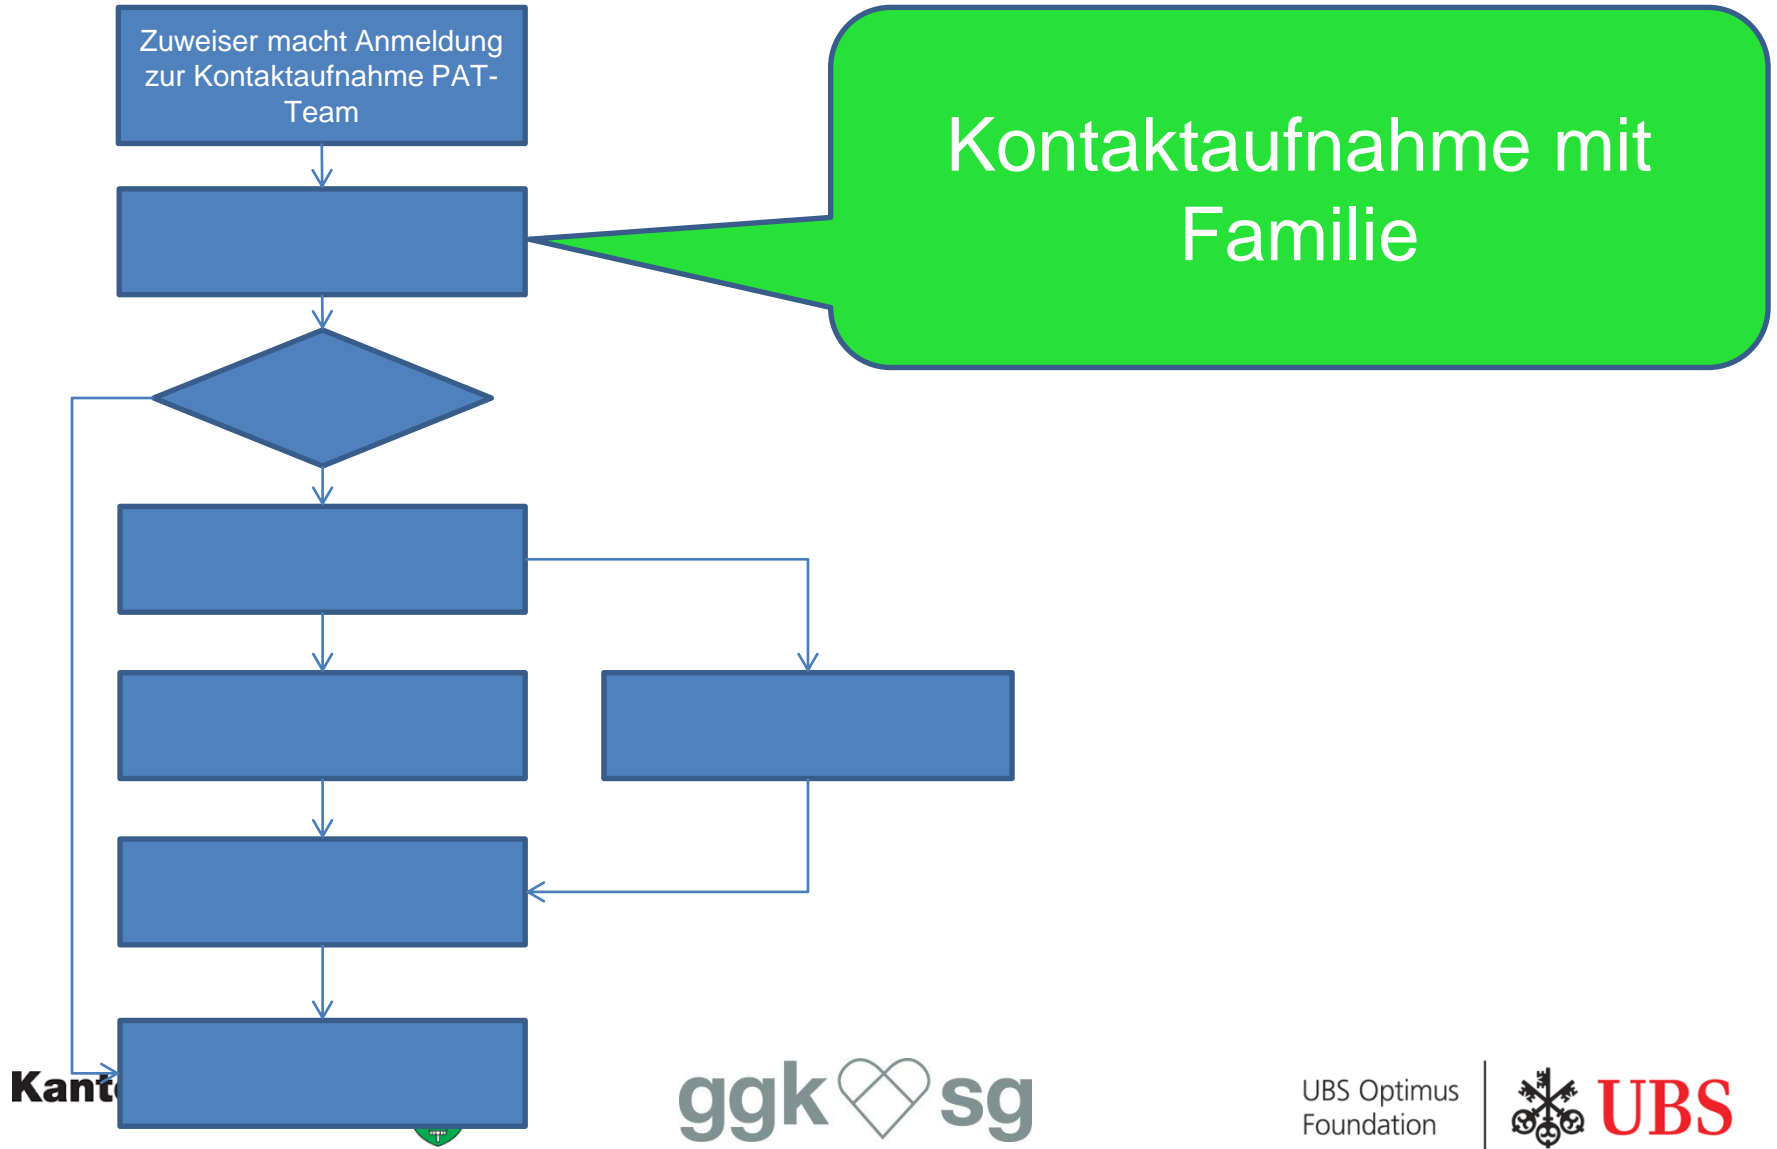 Zuweiser macht Anmeldung
zur Kontaktaufnahme PAT-
Team
Kontaktaufnahme mit
Familie
ggk sg
UBS Optimus
Foundation
UBS